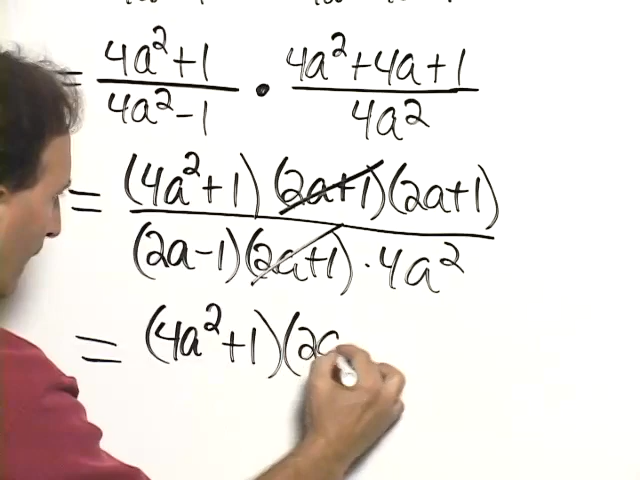 = 4a²+1 / 4a²-1 • 4a²+4a+1 / 4a²
= (4a²+1)(2a+1)(2a+1) / (2a-1)(2a+1)·4a²
= (4a²+1)(2a